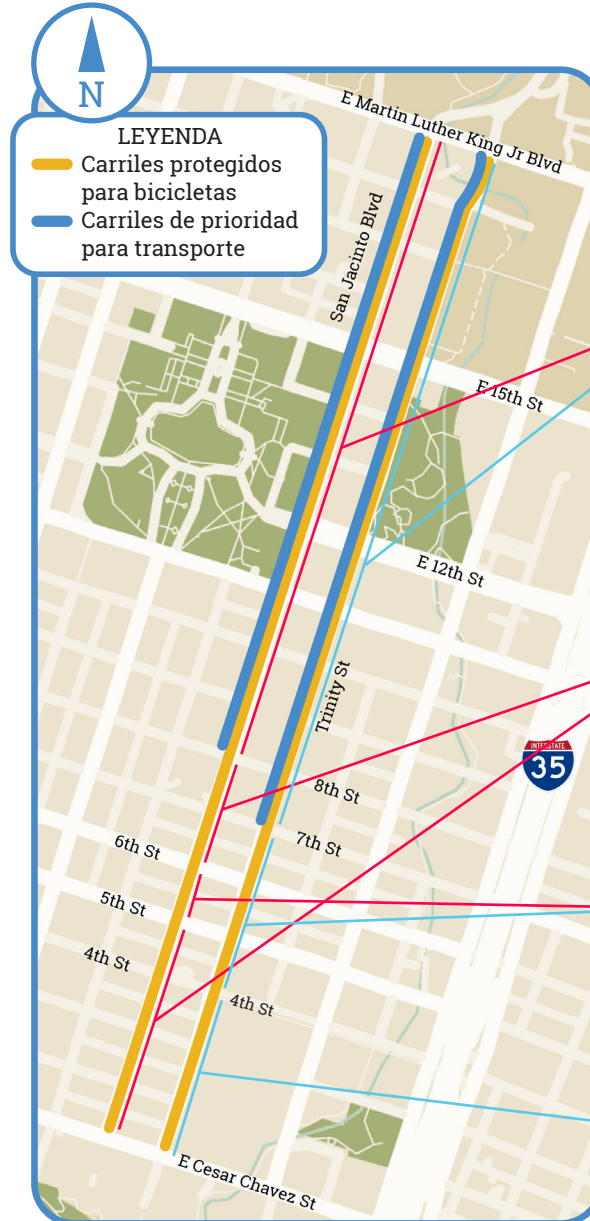 N
LEYENDA
Carriles protegidos
para bicicletas
Carriles de prioridad
para transporte
E Martin Luther King Jr Blvd
San Jacinto Blvd
E 15th St
E 12th St
Trinity St
INTERSTATE
35
8th St
7th St
6th St
5th St
4th St
4th St
E Cesar Chavez St